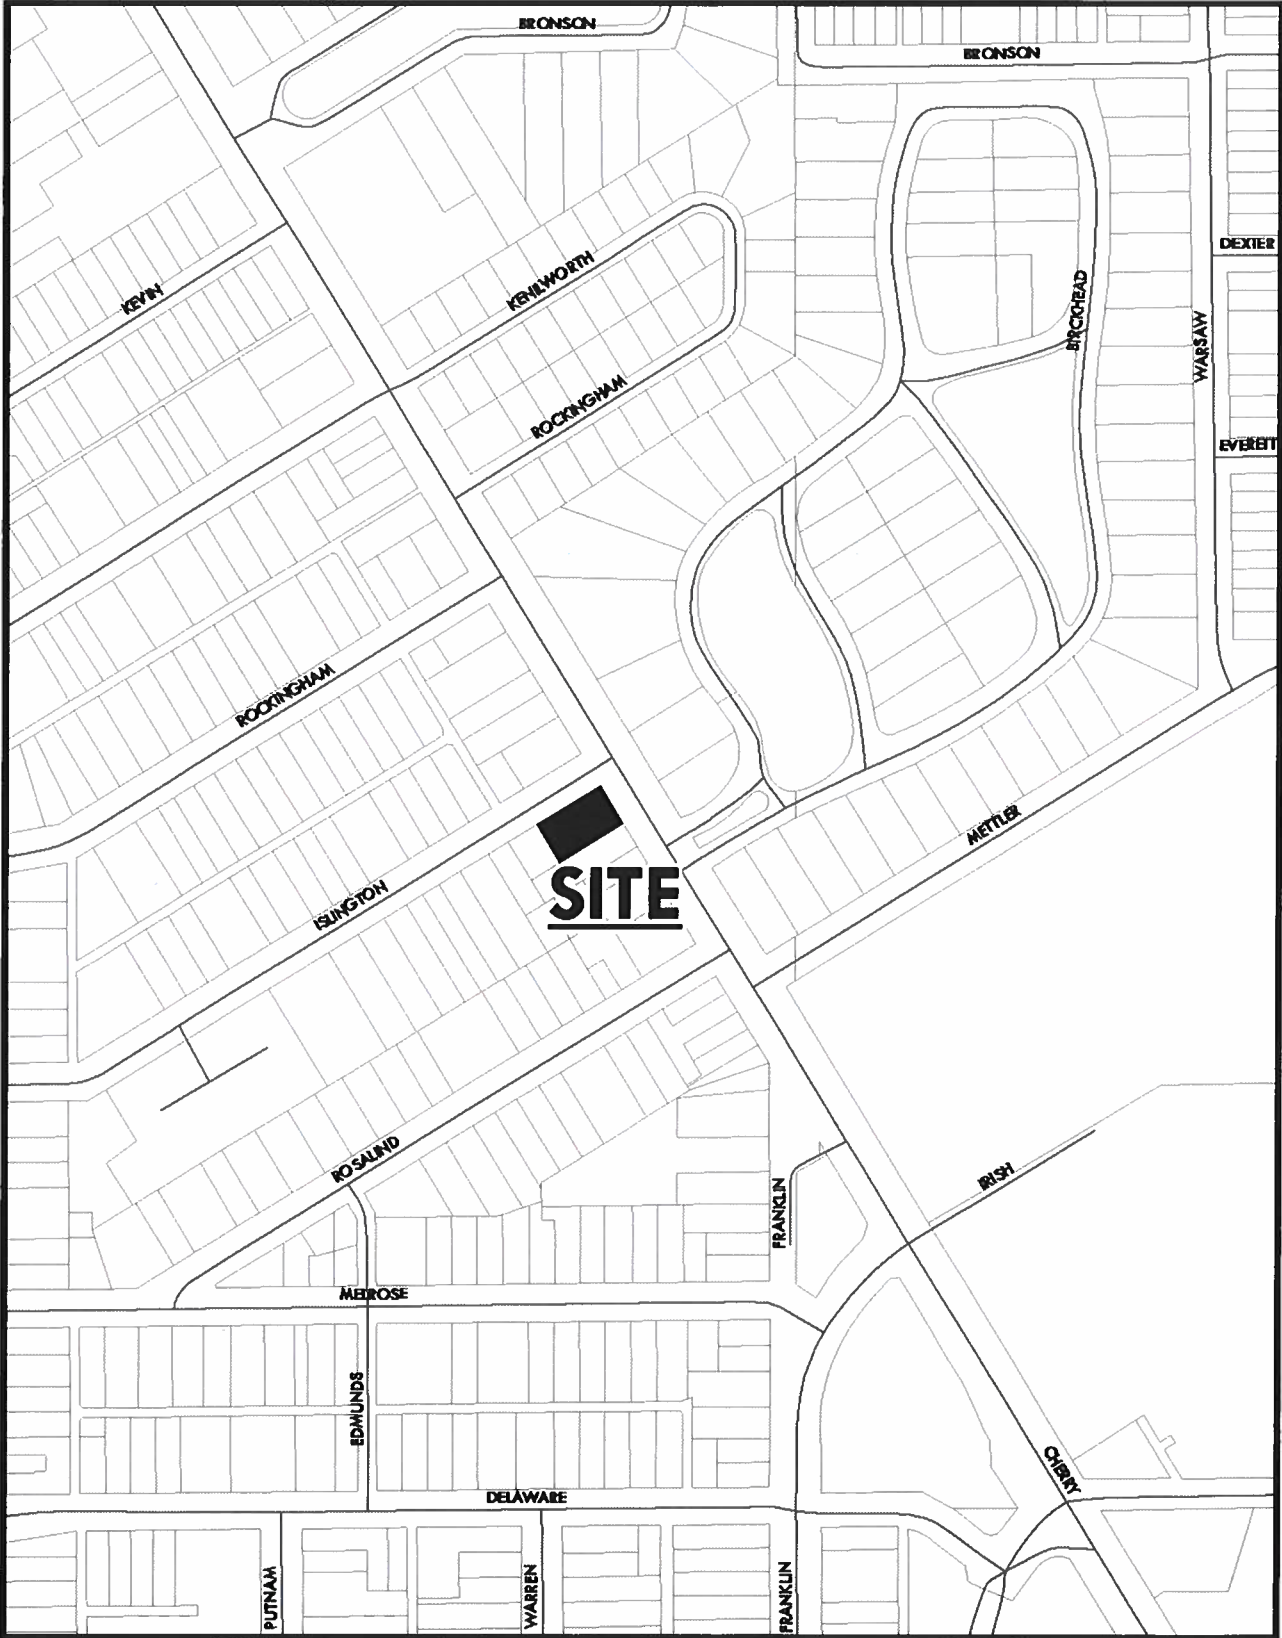 BRONSON
BRONSON
DEXTER
KENILWORTH
KEVIN
BIRCKHEAD
WARSAW
ROCKINGHAM
EVERETT
ROCKINGHAM
METTLER
SITE
ISLINGTON
ROSALIND
IRISH
FRANKLIN
MELROSE
EDMUNDS
CHERRY
DELAWARE
PUTNAM
WARREN
FRANKLIN